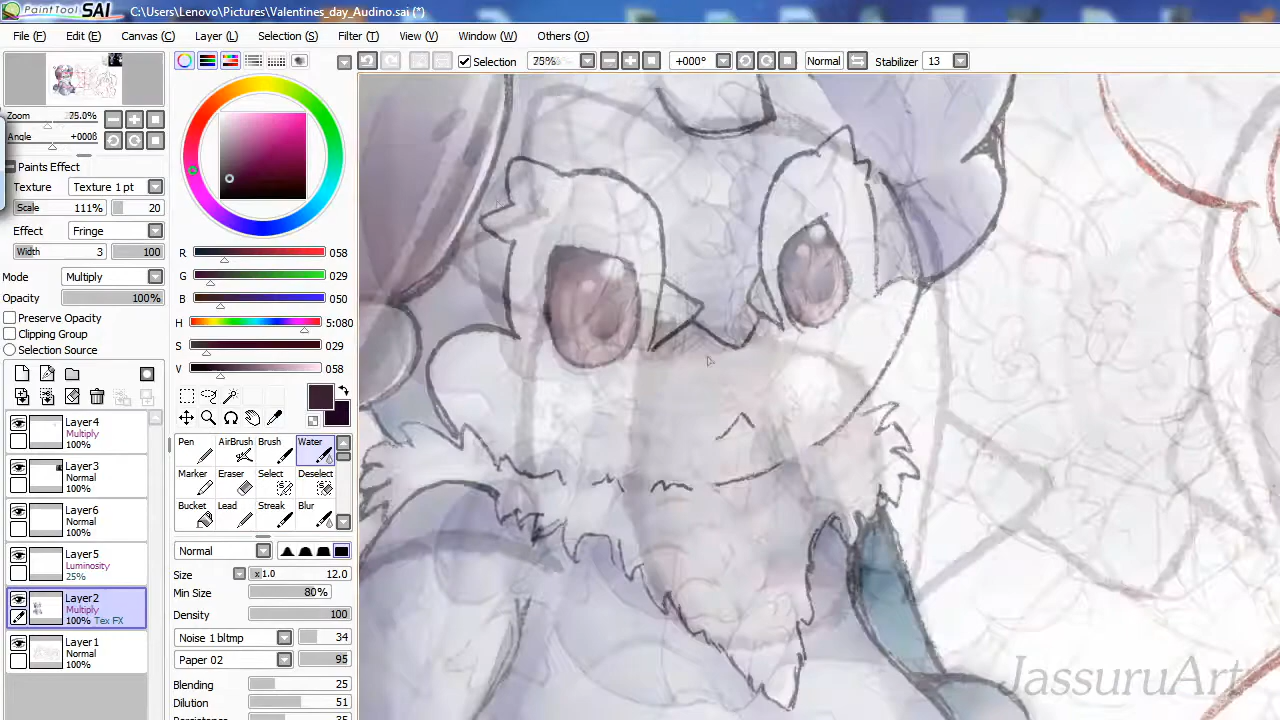 PaintTool SAI C:\Users\Lenovo\Pictures\Valentines_day_Audino.sai (*)
File (F) Edit (E) Canvas (C) Layer (L) Selection (S) Filter (T) View (V) Window (W) Others (O)
Selection 75% +000° Normal Stabilizer 13
Zoom 75.0%
Angle +000ß
Paints Effect
Texture Texture 1 pt
Scale 111% 20
Effect Fringe
Width 3 100
Mode Multiply
Opacity 100%
Preserve Opacity
Clipping Group
Selection Source
Layer4
Multiply
100%
Layer3
Normal
100%
Layer6
Normal
100%
Layer5
Luminosity
25%
Layer2
Multiply
100% Tex FX
Layer1
Normal
100%
R 058
G 029
B 050
H 5:080
S 029
V 058
Pen AirBrush Brush Water
Marker Eraser Select Deselect
Bucket Lead Streak Blur
Normal
Size x1.0 12.0
Min Size 80%
Density 100
Noise 1 bltmp 34
Paper 02 95
Blending 25
Dilution 51
JassuruArt